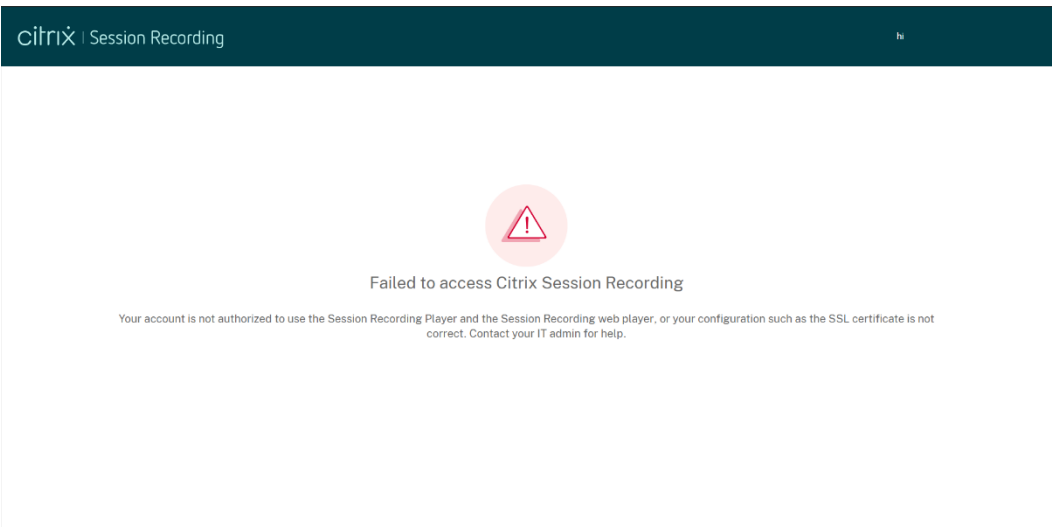 citrix | Session Recording
hi
Failed to access Citrix Session Recording
Your account is not authorized to use the Session Recording Player and the Session Recording web player, or your configuration such as the SSL certificate is not
correct. Contact your IT admin for help.